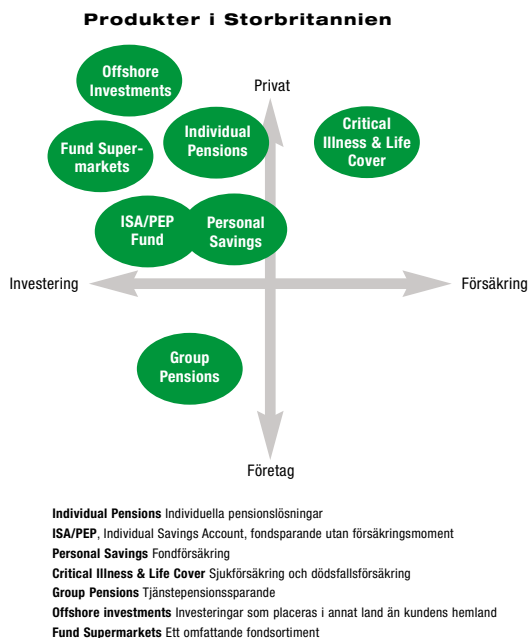 Produkter i Storbritannien
Offshore
Investments
Privat
Individual
Pensions
Critical
Illness & Life
Cover
Fund Super-
markets
ISA/PEP
Fund
Personal
Savings
Investering
Försäkring
Group
Pensions
Företag
Individual Pensions Individuella pensionslösningar
ISA/PEP, Individual Savings Account, fondsparande utan försäkringsmoment
Personal Savings Fondförsäkring
Critical Illness & Life Cover Sjukförsäkring och dödsfallsförsäkring
Group Pensions Tjänstepensionssparande
Offshore investments Investeringar som placeras i annat land än kundens hemland
Fund Supermarkets Ett omfattande fondsortiment